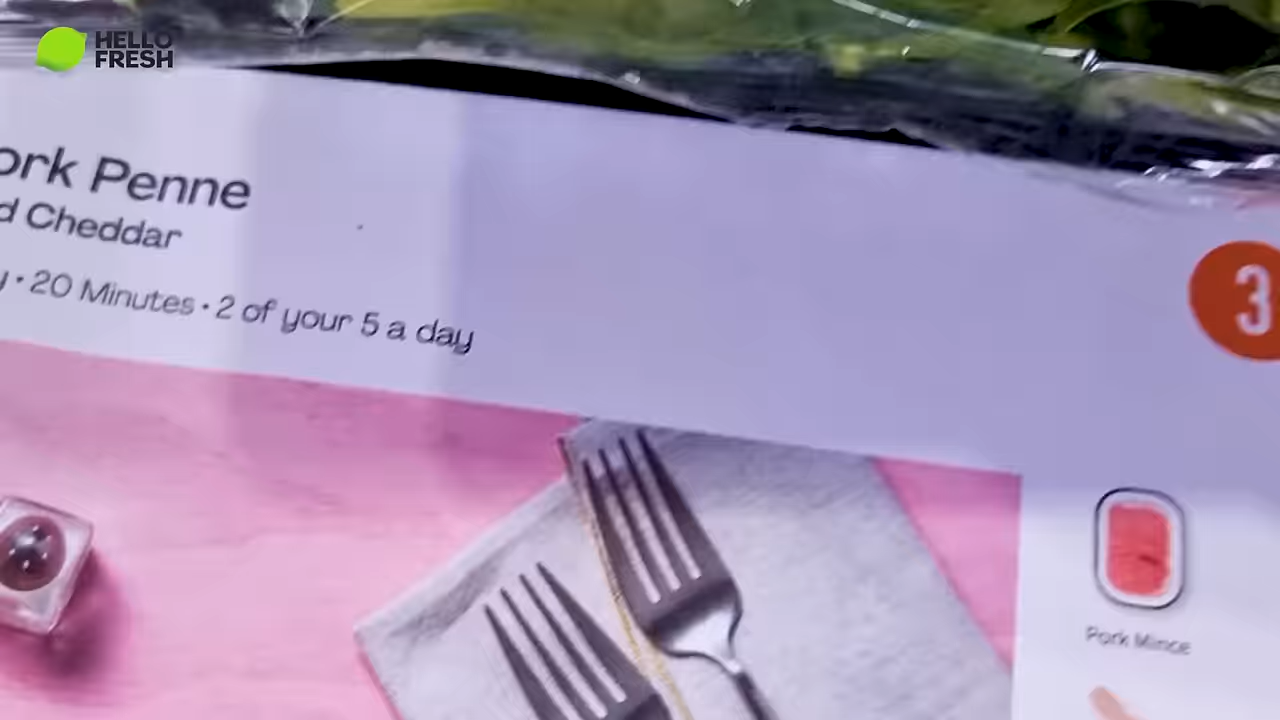 HELLO
FRESH
ork Penne
d Cheddar
y • 20 Minutes • 2 of your 5 a day
3
Pork Mince